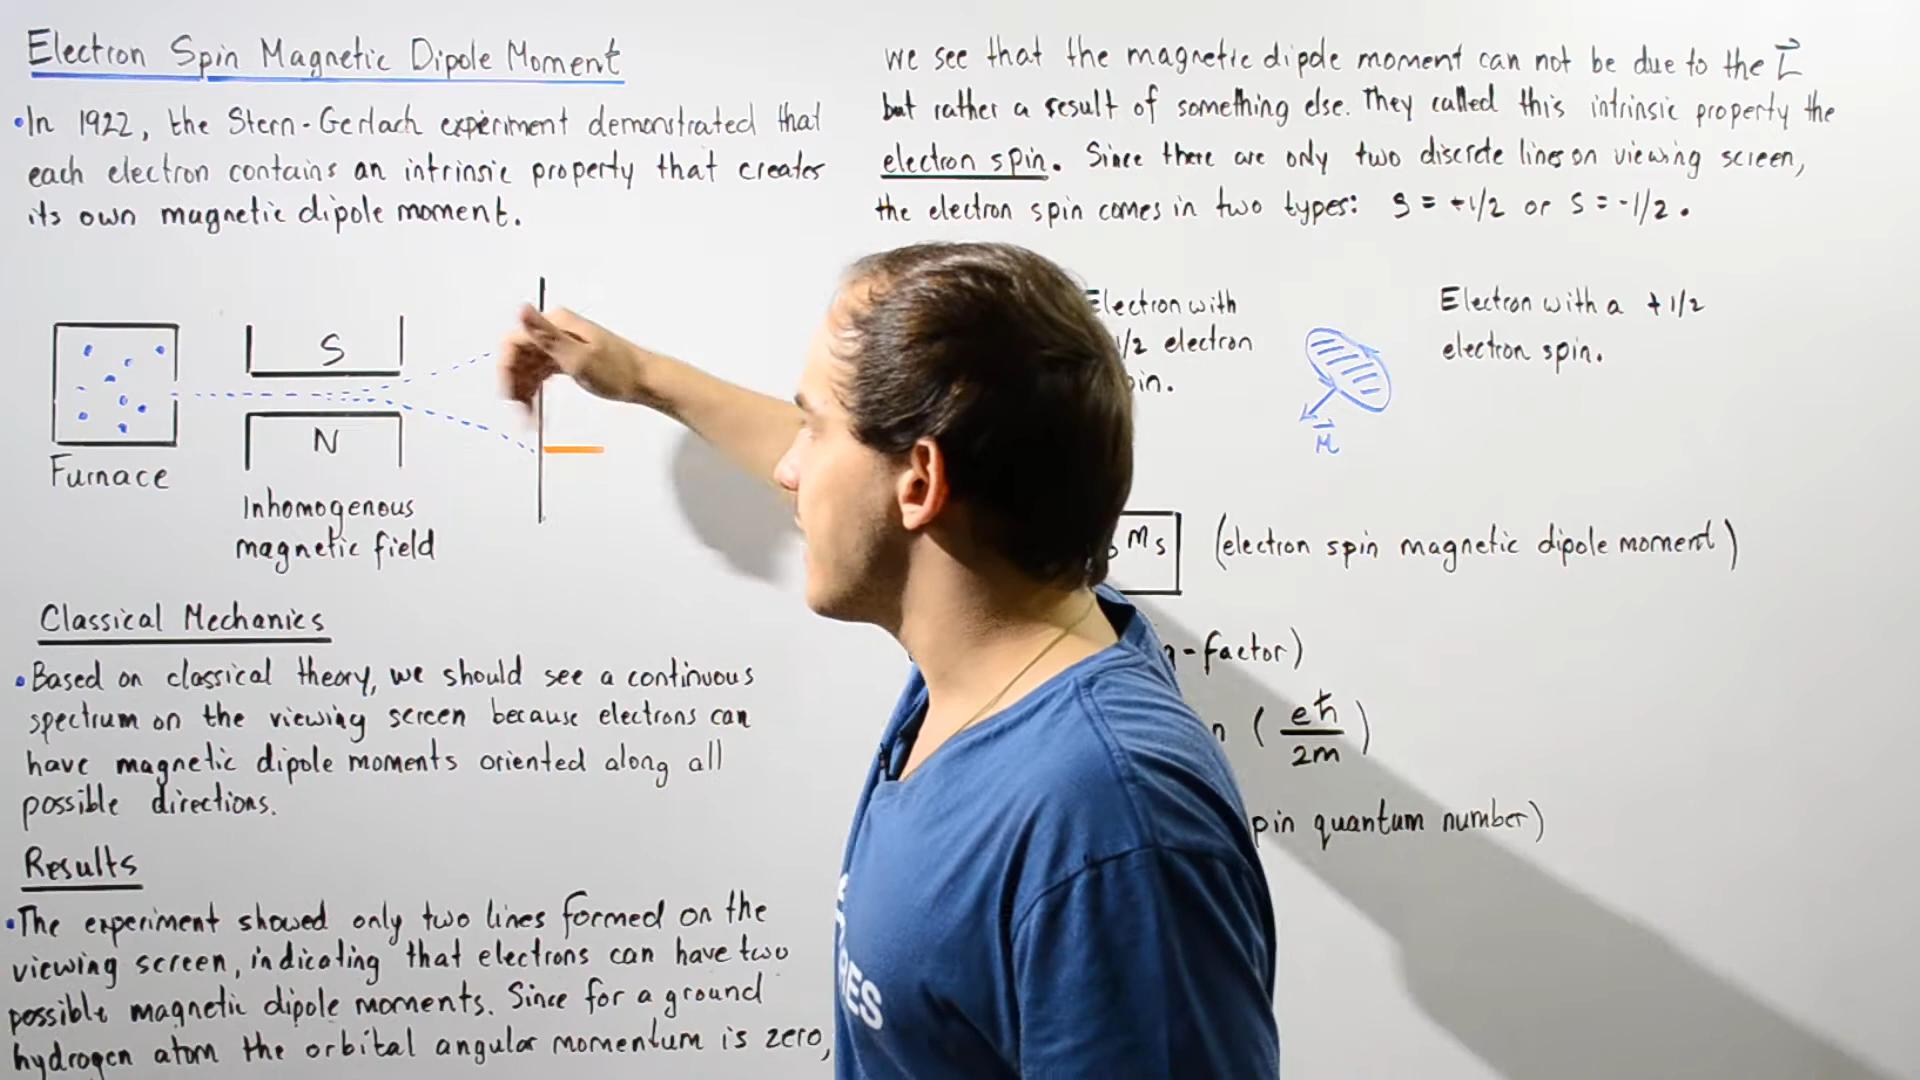 Electron Spin Magnetic Dipole Moment
•In 1922, the Stern-Gerlach experiment demonstrated that
each electron contains an intrinsic property that creates
its own magnetic dipole moment.
S
N
Furnace
Inhomogenous
magnetic field
Classical Mechanics
•Based on classical theory, we should see a continuous
spectrum on the viewing screen because electrons can
have magnetic dipole moments oriented along all
possible directions.
Results
•The experiment showed only two lines formed on the
viewing screen, indicating that electrons can have two
possible magnetic dipole moments. Since for a ground
hydrogen atom the orbital angular momentum is zero,
we see that the magnetic dipole moment can not be due to the L⃗
but rather a result of something else. They called this intrinsic property the
electron spin. Since there are only two discrete lines on viewing screen,
the electron spin comes in two types: s = +1/2 or s = -1/2.
Electron with
1/2 electron
Electron with a +1/2
electron spin.
μ⃗
ms (electron spin magnetic dipole moment)
-factor)
(eħ/2m)
quantum number)